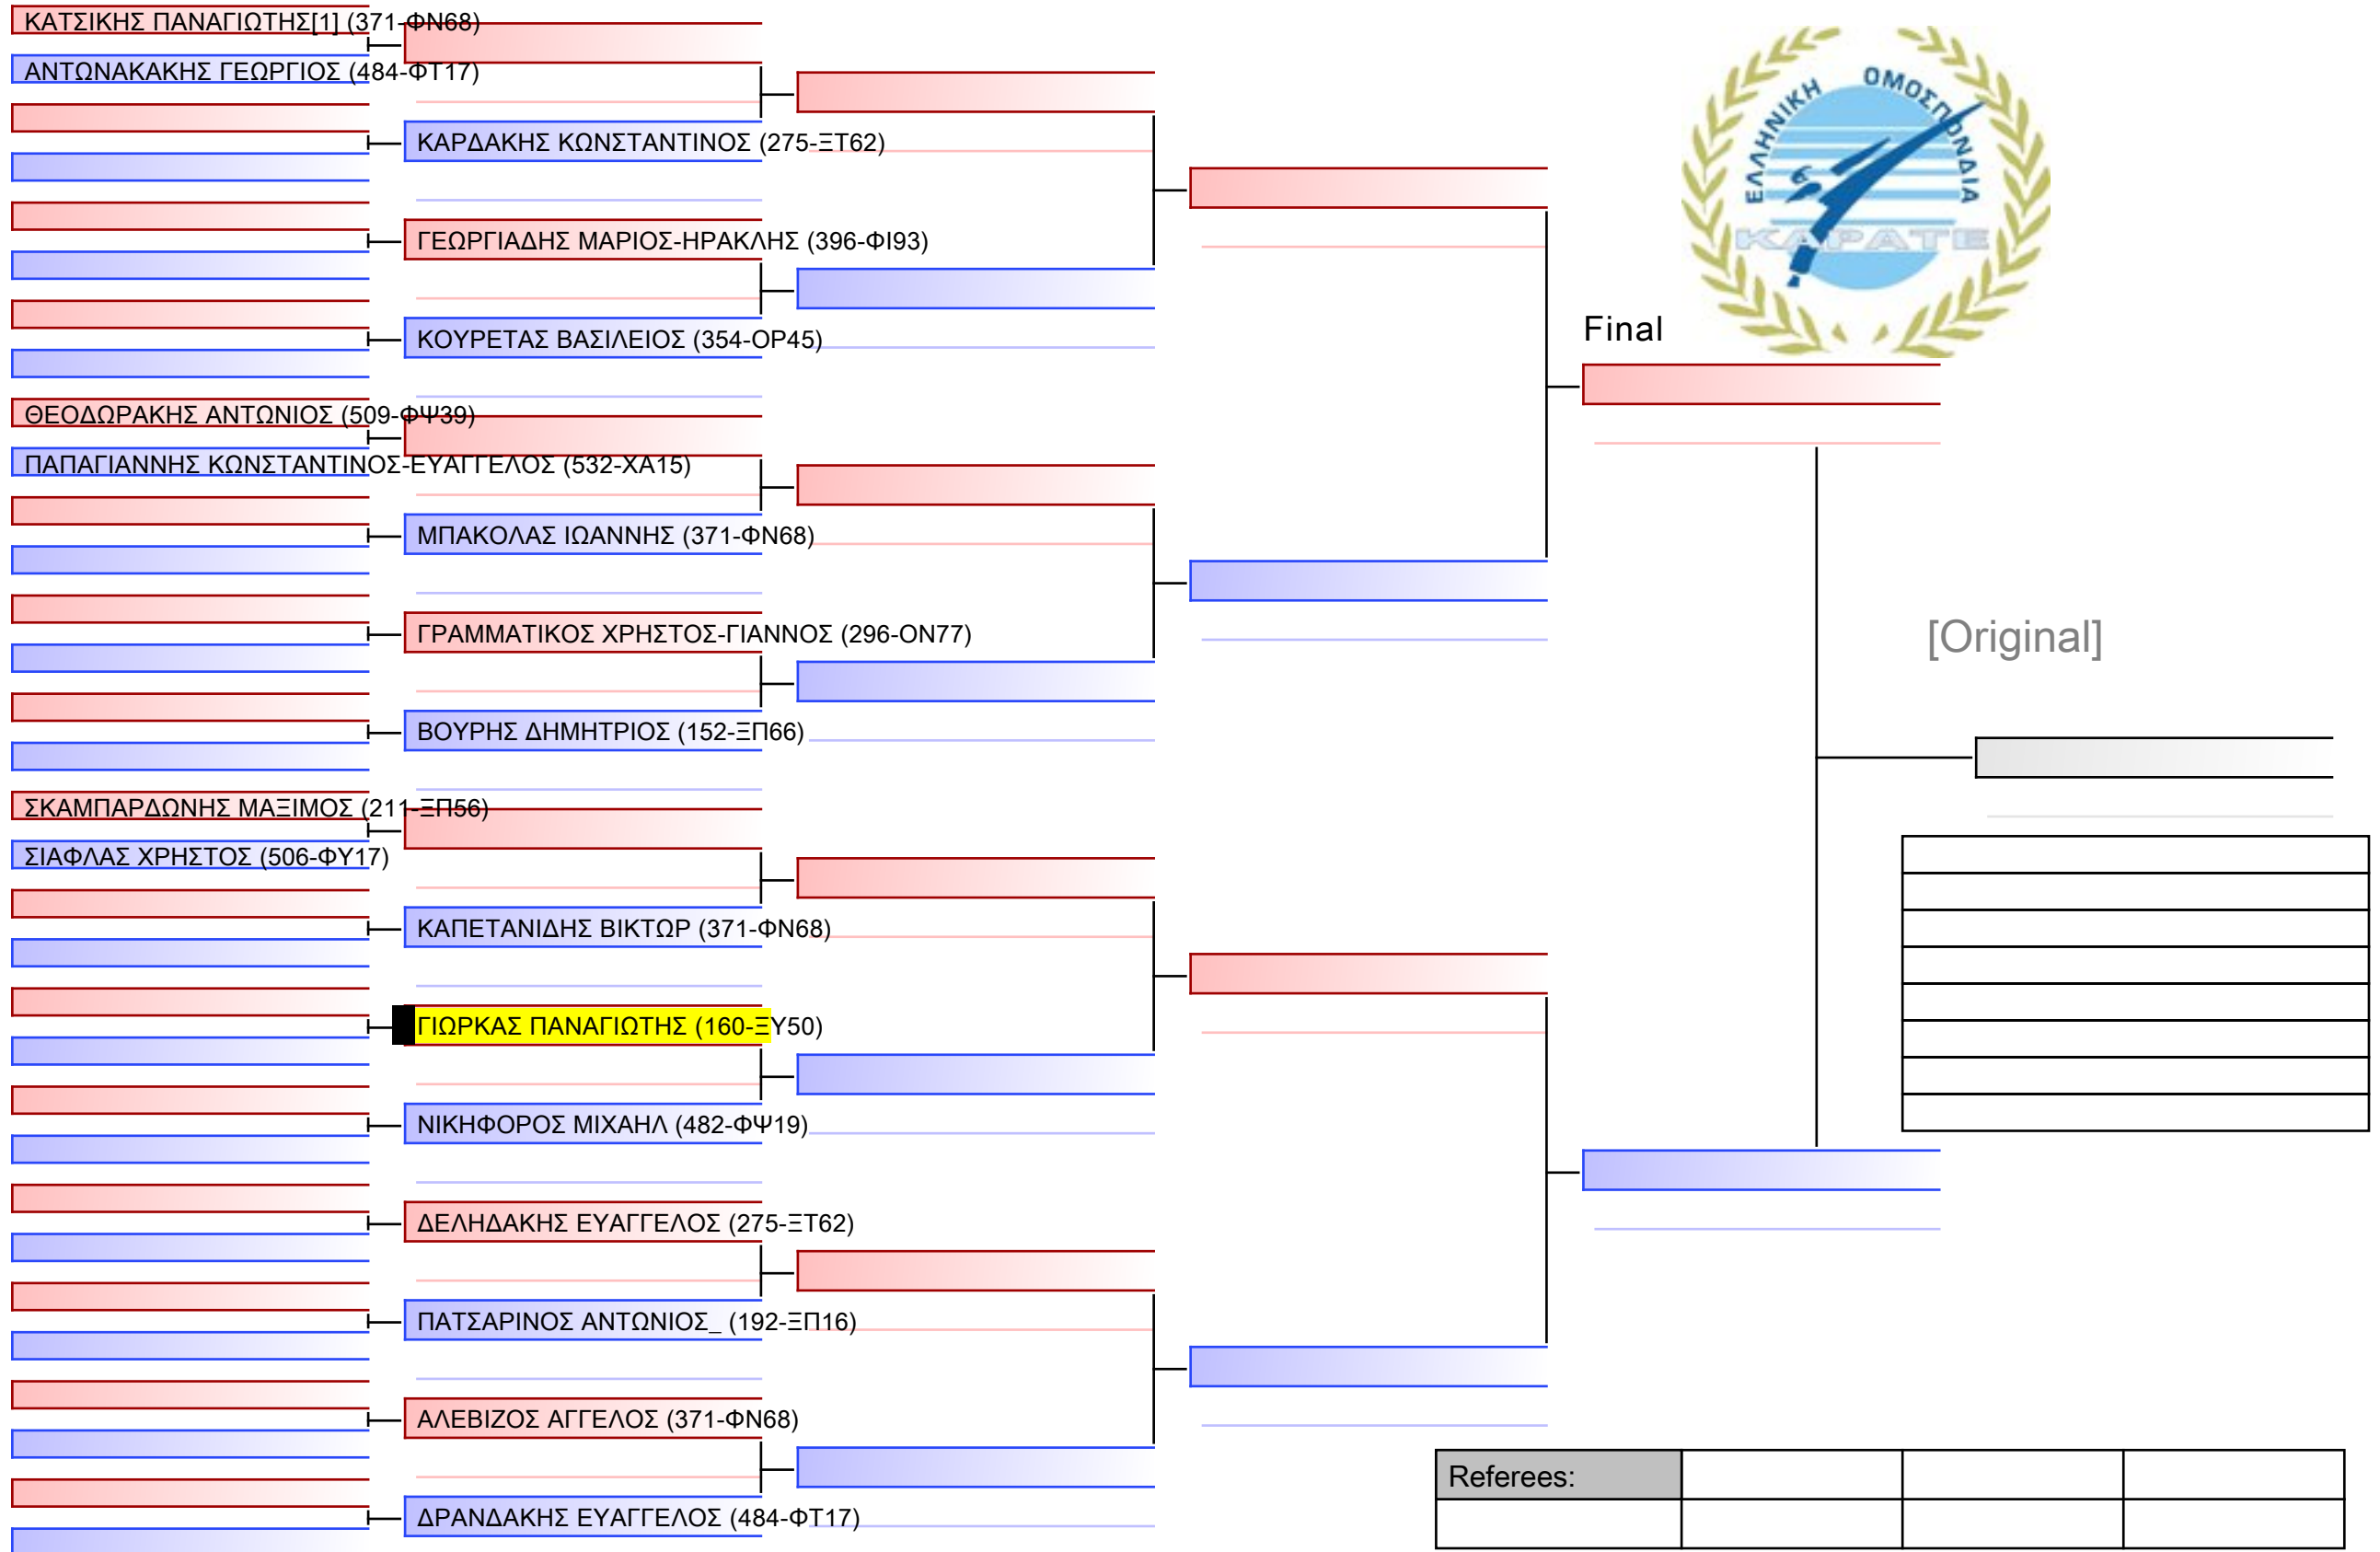 ΚΑΤΣΙΚΗΣ ΠΑΝΑΓΙΩΤΗΣ[1] (371-ΦΝ68)
ΑΝΤΩΝΑΚΑΚΗΣ ΓΕΩΡΓΙΟΣ (484-ΦΤ17)
ΚΑΡΔΑΚΗΣ ΚΩΝΣΤΑΝΤΙΝΟΣ (275-ΞΤ62)
ΓΕΩΡΓΙΑΔΗΣ ΜΑΡΙΟΣ-ΗΡΑΚΛΗΣ (396-ΦΙ93)
ΚΟΥΡΕΤΑΣ ΒΑΣΙΛΕΙΟΣ (354-ΟΡ45)
ΘΕΟΔΩΡΑΚΗΣ ΑΝΤΩΝΙΟΣ (509-ΦΨ39)
ΠΑΠΑΓΙΑΝΝΗΣ ΚΩΝΣΤΑΝΤΙΝΟΣ-ΕΥΑΓΓΕΛΟΣ (532-ΧΑ15)
ΜΠΑΚΟΛΑΣ ΙΩΑΝΝΗΣ (371-ΦΝ68)
ΓΡΑΜΜΑΤΙΚΟΣ ΧΡΗΣΤΟΣ-ΓΙΑΝΝΟΣ (296-ΟΝ77)
ΒΟΥΡΗΣ ΔΗΜΗΤΡΙΟΣ (152-ΞΠ66)
ΣΚΑΜΠΑΡΔΩΝΗΣ ΜΑΞΙΜΟΣ (211-ΞΠ56)
ΣΙΑΦΛΑΣ ΧΡΗΣΤΟΣ (506-ΦΥ17)
ΚΑΠΕΤΑΝΙΔΗΣ ΒΙΚΤΩΡ (371-ΦΝ68)
ΓΙΩΡΚΑΣ ΠΑΝΑΓΙΩΤΗΣ (160-ΞΥ50)
ΝΙΚΗΦΟΡΟΣ ΜΙΧΑΗΛ (482-ΦΨ19)
ΔΕΛΗΔΑΚΗΣ ΕΥΑΓΓΕΛΟΣ (275-ΞΤ62)
ΠΑΤΣΑΡΙΝΟΣ ΑΝΤΩΝΙΟΣ_ (192-ΞΠ16)
ΑΛΕΒΙΖΟΣ ΑΓΓΕΛΟΣ (371-ΦΝ68)
ΔΡΑΝΔΑΚΗΣ ΕΥΑΓΓΕΛΟΣ (484-ΦΤ17)
ΕΛΛΗΝΙΚΗ ΟΜΟΣΠΟΝΔΙΑ
ΚΑΡΑΤΕ
Final
[Original]
Referees: